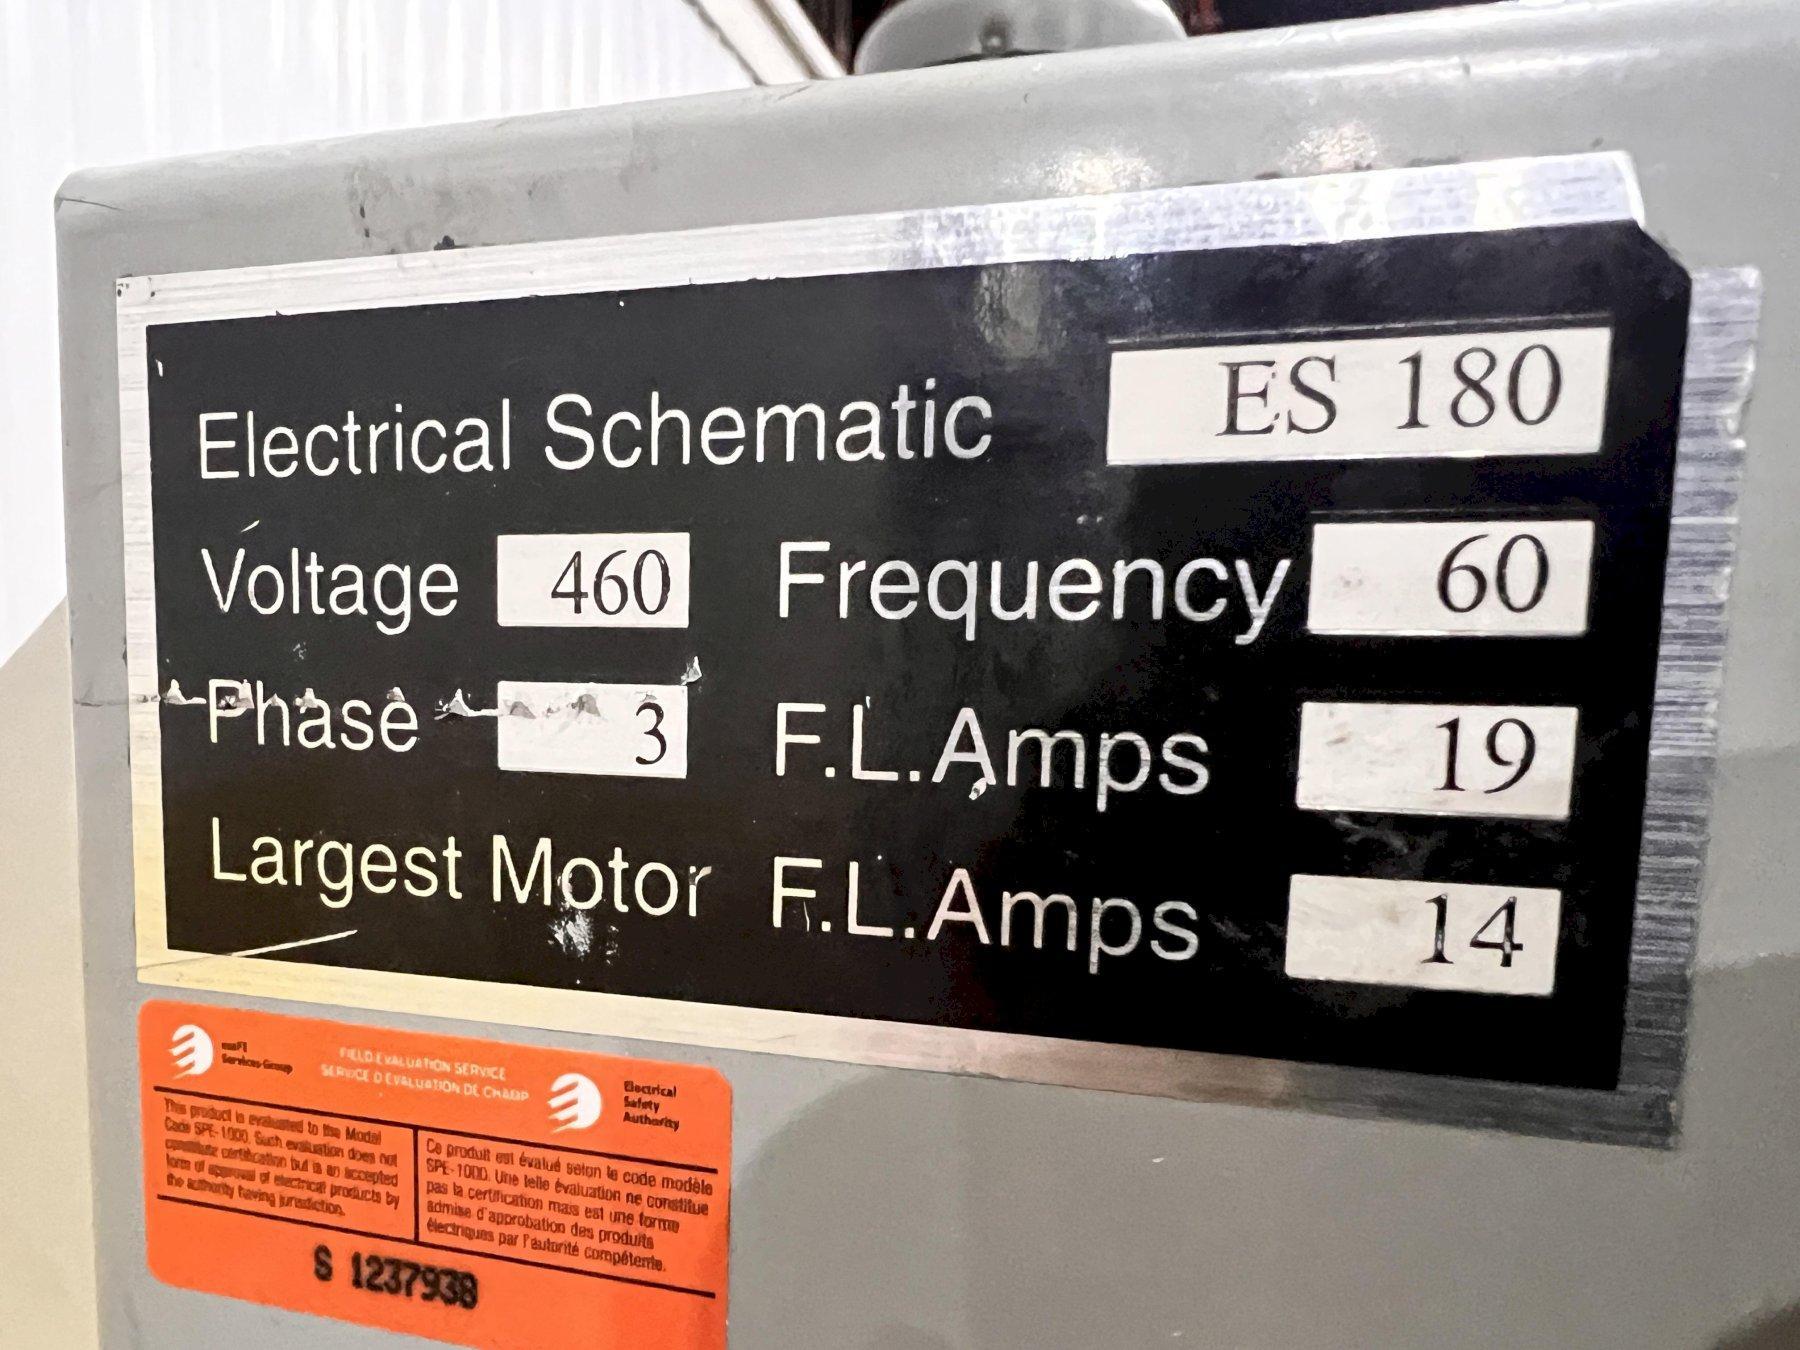 Electrical Schematic ES 180
Voltage 460 Frequency 60
Phase 3 F.L.Amps 19
Largest Motor F.L.Amps 14
Services Group
FIELD EVALUATION SERVICE
SERVICE D'ÉVALUATION DE CHAMP
Electrical
Safety
Authority
This product is evaluated to the Model
Code SPE-1000. Such evaluation does not
constitute certification but is an accepted
form of approval of electrical products by
the authority having jurisdiction.
Ce produit est évalué selon le code modèle
SPE-1000. Une telle évaluation ne constitue
pas la certification mais est une forme
admise d'approbation des produits
électriques par l'autorité compétente.
S 1237938